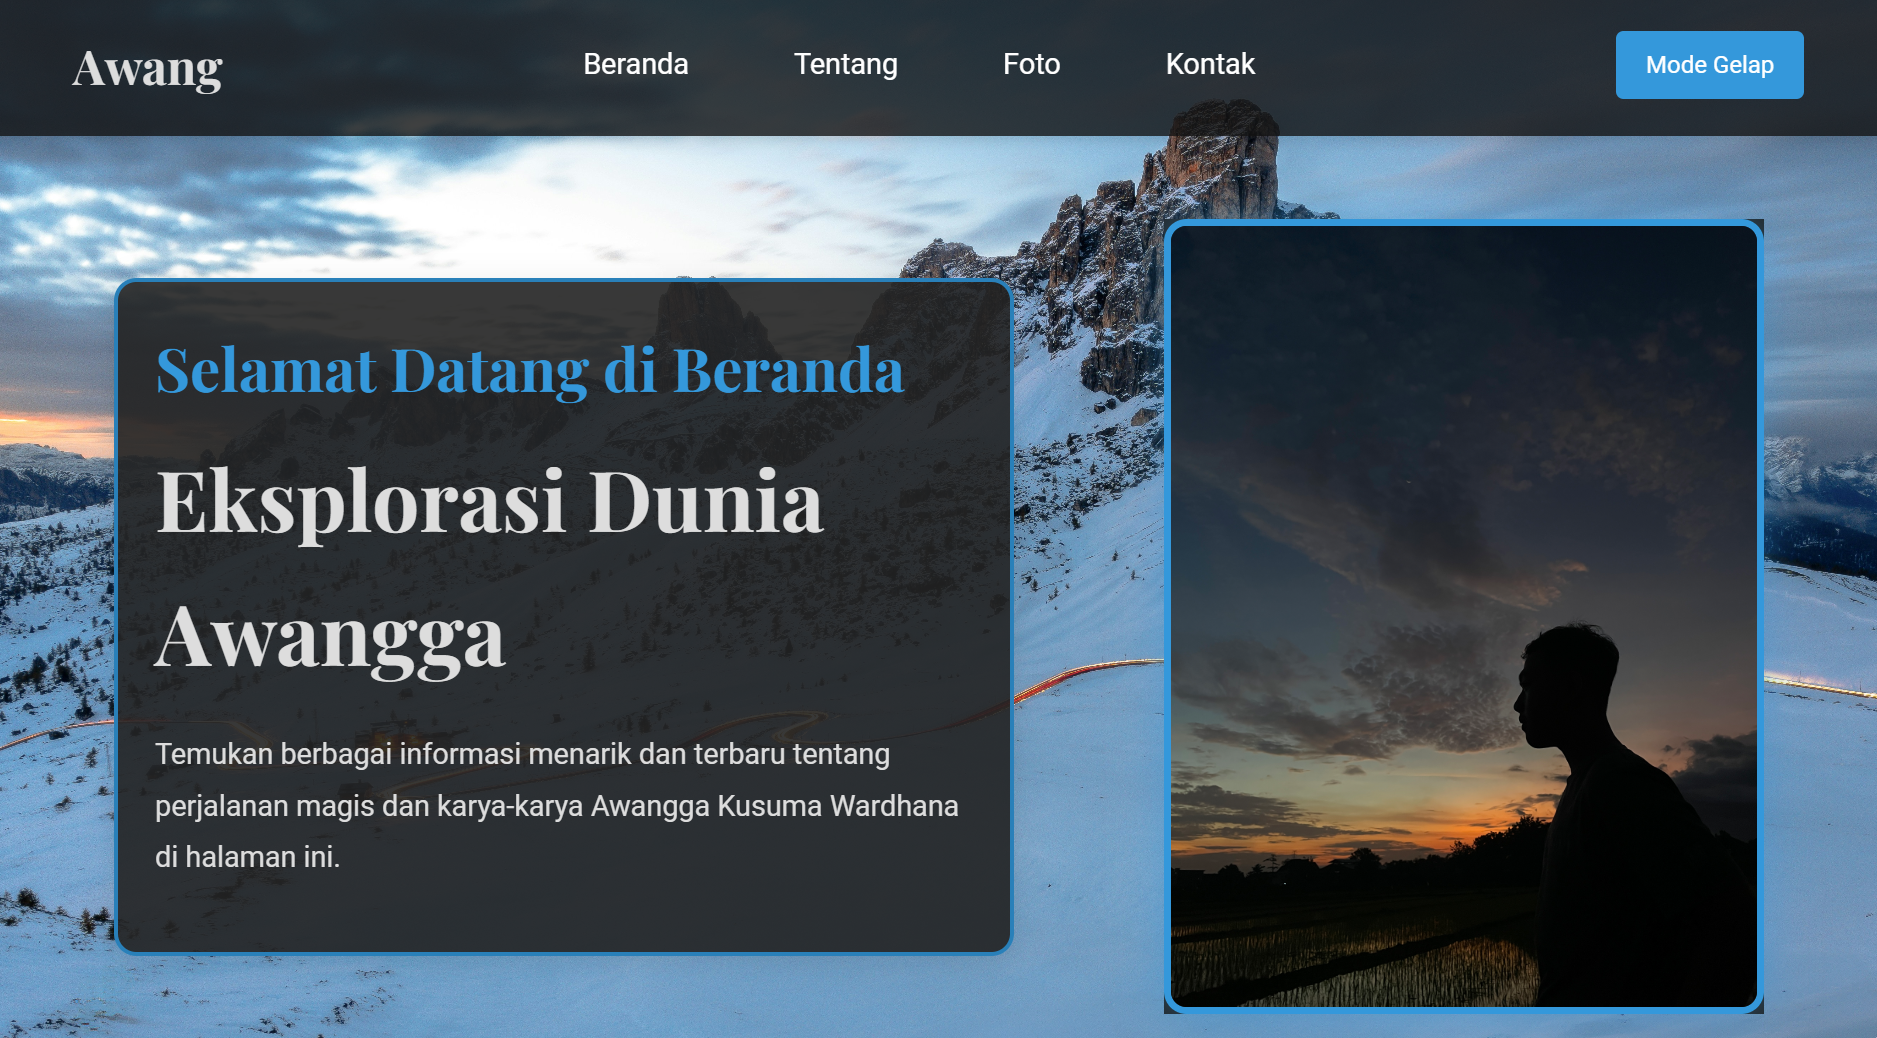 Awang
Beranda
Tentang
Foto
Kontak
Mode Gelap
Selamat Datang di Beranda
Eksplorasi Dunia
Awangga
Temukan berbagai informasi menarik dan terbaru tentang
perjalanan magis dan karya-karya Awangga Kusuma Wardhana
di halaman ini.